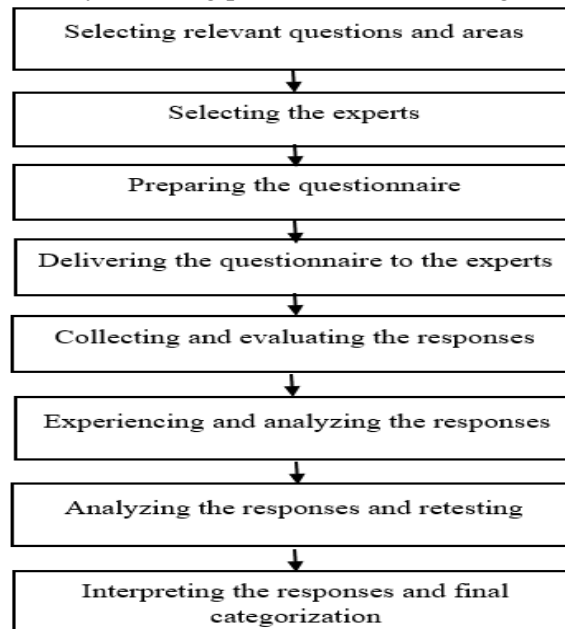 Selecting relevant questions and areas
Selecting the experts
Preparing the questionnaire
Delivering the questionnaire to the experts
Collecting and evaluating the responses
Experiencing and analyzing the responses
Analyzing the responses and retesting
Interpreting the responses and final
categorization